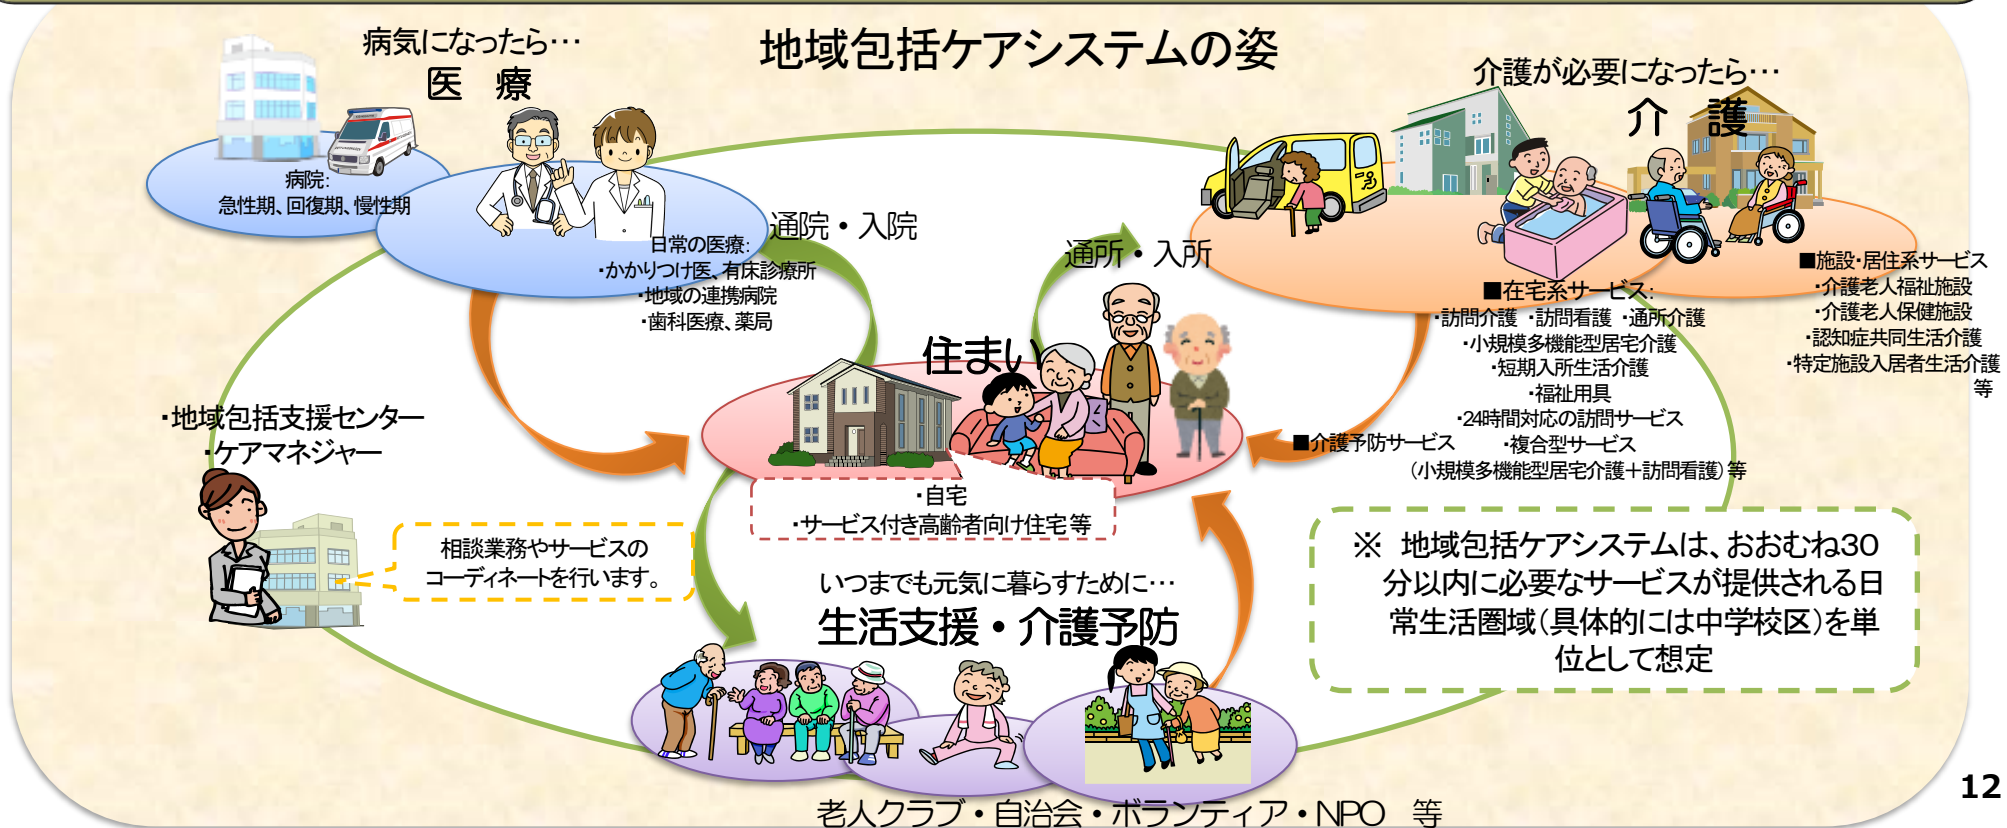 地域包括ケアシステムの姿
病気になったら…
医 療
病院:
急性期、回復期、慢性期
日常の医療:
・かかりつけ医、有床診療所
・地域の連携病院
・歯科医療、薬局
通院・入院
通所・入所
介護が必要になったら…
介 護
■在宅系サービス:
・訪問介護 ・訪問看護 ・通所介護
・小規模多機能型居宅介護
・短期入所生活介護
・福祉用具
・24時間対応の訪問サービス
・複合型サービス
(小規模多機能型居宅介護+訪問看護)等
■介護予防サービス
■施設・居住系サービス
・介護老人福祉施設
・介護老人保健施設
・認知症共同生活介護
・特定施設入居者生活介護
等
住まい
・自宅
・サービス付き高齢者向け住宅等
・地域包括支援センター
・ケアマネジャー
相談業務やサービスの
コーディネートを行います。
いつまでも元気に暮らすために…
生活支援・介護予防
老人クラブ・自治会・ボランティア・NPO 等
※ 地域包括ケアシステムは、おおむね30
分以内に必要なサービスが提供される日
常生活圏域(具体的には中学校区)を単
位として想定
12